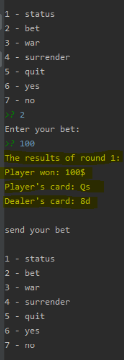 1 - status
2 - bet
3 - war
4 - surrender
5 - quit
6 - yes
7 - no
>? 2
Enter your bet:
>? 100
The results of round 1:
Player won: 100$
Player's card: Qs
Dealer's card: 8d
send your bet
1 - status
2 - bet
3 - war
4 - surrender
5 - quit
6 - yes
7 - no